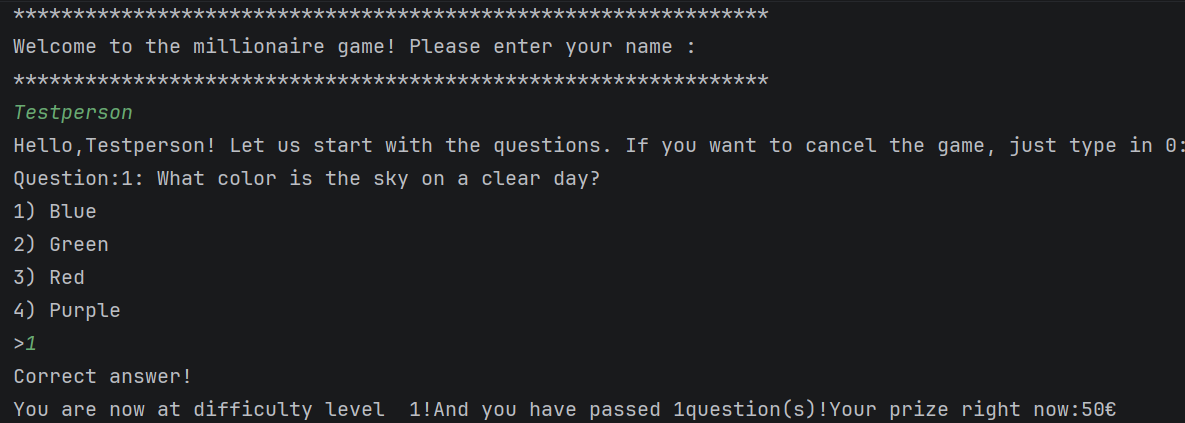 ***************************************************************
Welcome to the millionaire game! Please enter your name :
***************************************************************
Testperson
Hello,Testperson! Let us start with the questions. If you want to cancel the game, just type in 0:
Question:1: What color is the sky on a clear day?
1) Blue
2) Green
3) Red
4) Purple
>1
Correct answer!
You are now at difficulty level  1!And you have passed 1question(s)!Your prize right now:50€